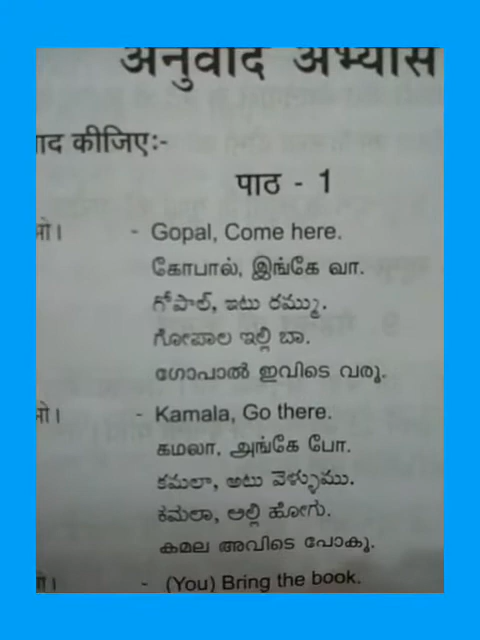 अनुवाद अभ्यास
कीजिएः-
पाठ - 1
- Gopal, Come here.
கோபால், இங்கே வா.
గోపాల్, ఇటు రమ్ము.
ಗೋಪಾಲ ಇಲ್ಲಿ ಬಾ.
ഗോപാൽ ഇവിടെ വരൂ.
- Kamala, Go there.
கமலா, அங்கே போ.
కమలా, అటు వెళ్ళుము.
ಕಮಲಾ, ಅಲ್ಲಿ ಹೋಗು.
കമല അവിടെ പോകൂ.
- (You) Bring the book.